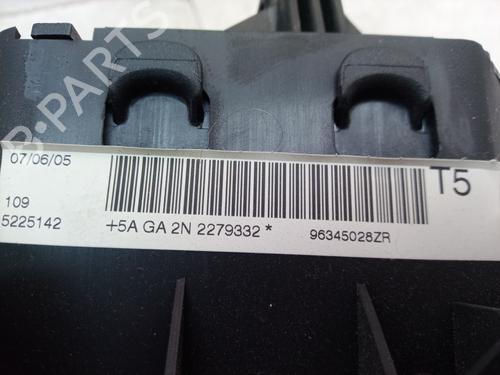 B-PARTS
07/06/05
T5
109
5225142
+5A GA 2N 2279332 *
96345028ZR